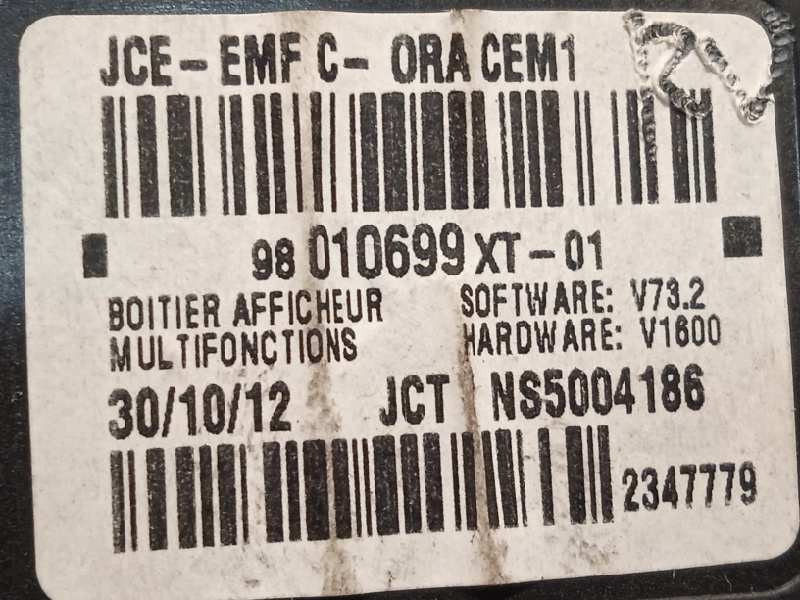 JCE-EMF C- ORA CEM1
98 010699 XT-01
BOITIER AFFICHEUR SOFTWARE: V73.2
MULTIFONCTIONS HARDWARE: V1600
30/10/12 JCT NS5004186
2347779